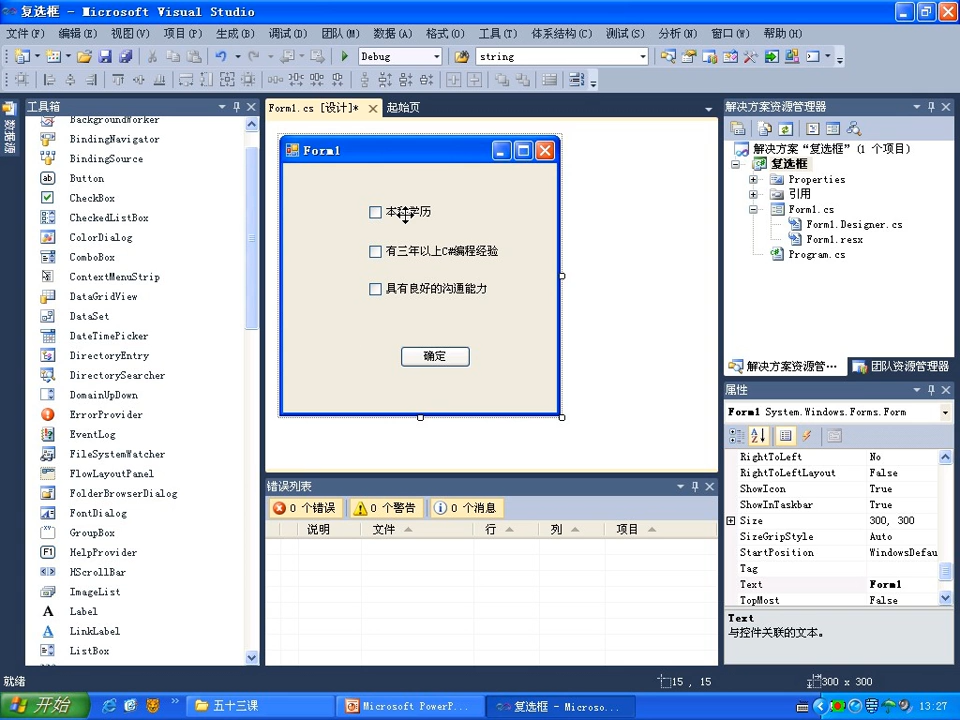 复选框 - Microsoft Visual Studio
文件(F) 编辑(E) 视图(V) 项目(P) 生成(B) 调试(D) 团队(M) 数据(A) 格式(O) 工具(T) 体系结构(C) 测试(S) 分析(N) 窗口(W) 帮助(H)
Debug string
数据源
工具箱
BackgroundWorker
BindingNavigator
BindingSource
Button
CheckBox
CheckedListBox
ColorDialog
ComboBox
ContextMenuStrip
DataGridView
DataSet
DateTimePicker
DirectoryEntry
DirectorySearcher
DomainUpDown
ErrorProvider
EventLog
FileSystemWatcher
FlowLayoutPanel
FolderBrowserDialog
FontDialog
GroupBox
HelpProvider
HScrollBar
ImageList
Label
LinkLabel
ListBox
Form1.cs [设计]* 起始页
Form1
本科学历
有三年以上C#编程经验
具有良好的沟通能力
确定
错误列表
0 个错误 0 个警告 0 个消息
说明 文件 行 列 项目
解决方案资源管理器
解决方案“复选框”(1 个项目)
复选框
Properties
引用
Form1.cs
Form1.Designer.cs
Form1.resx
Program.cs
解决方案资源管... 团队资源管理器
属性
Form1 System.Windows.Forms.Form
RightToLeft No
RightToLeftLayout False
ShowIcon True
ShowInTaskbar True
Size 300, 300
SizeGripStyle Auto
StartPosition WindowsDefau
Tag
Text Form1
TopMost False
Text
与控件关联的文本。
就绪 15 , 15 300 x 300
开始 五十三课 Microsoft PowerP... 复选框 - Microso... 13:27